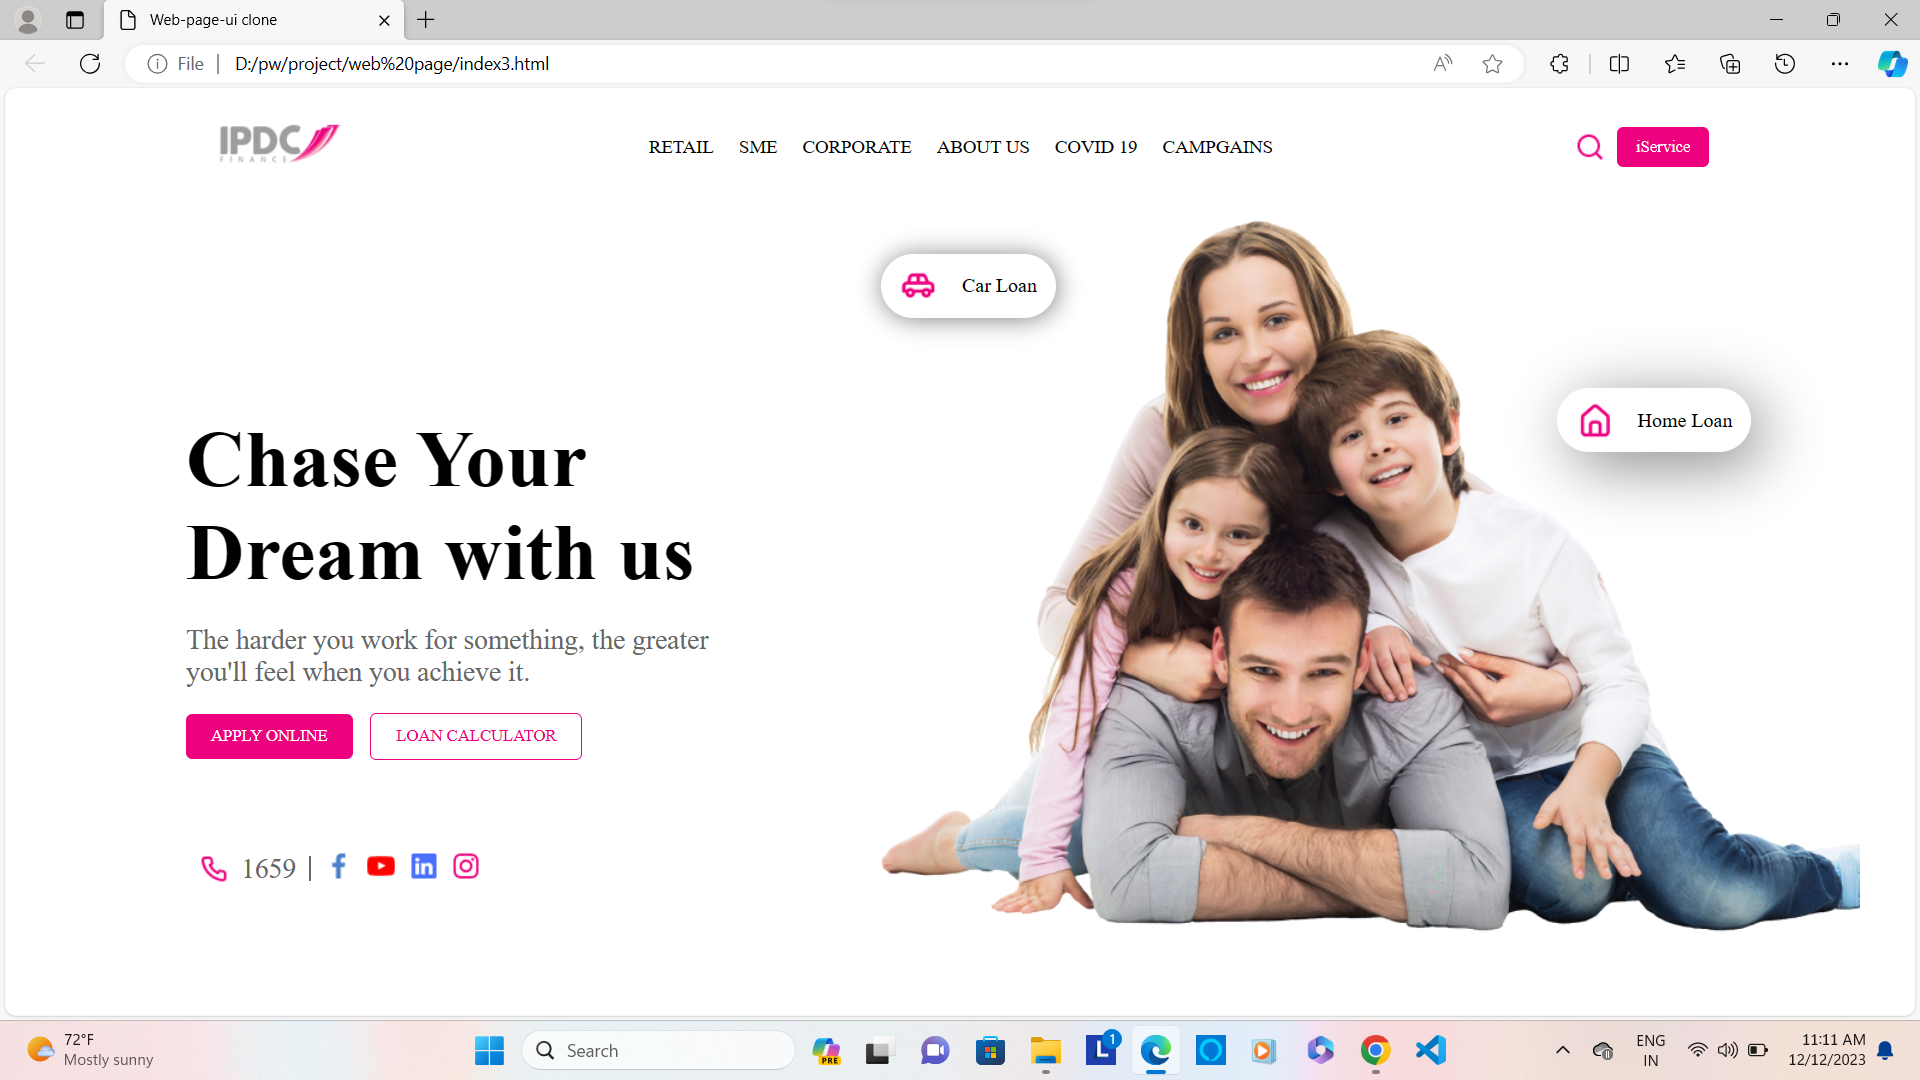 Web-page-ui clone
File
D:/pw/project/web%20page/index3.html
IPDC
FINANCE
RETAIL SME CORPORATE ABOUT US COVID 19 CAMPGAINS
iService
Car Loan
Home Loan
Chase Your
Dream with us
The harder you work for something, the greater
you'll feel when you achieve it.
APPLY ONLINE LOAN CALCULATOR
1659 |
72°F
Mostly sunny
Search
PRE
1
ENG
IN
11:11 AM
12/12/2023